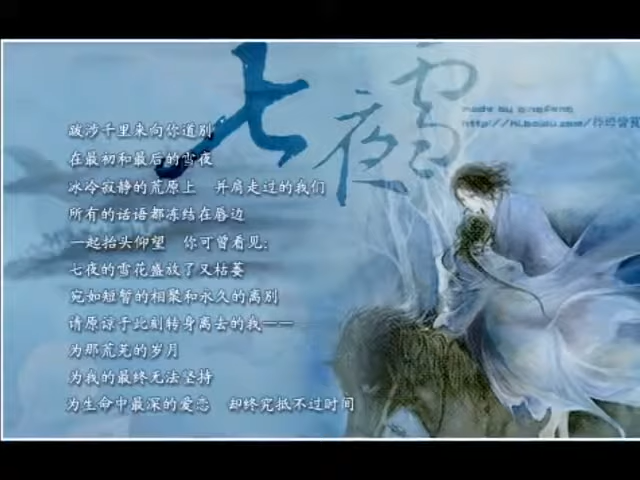 七夜雪
made by qingfeng
跋涉千里来向你道别
在最初和最后的雪夜
冰冷寂静的荒原上 并肩走过的我们
所有的话语都冻结在唇边
一起抬头仰望 你可曾看见:
七夜的雪花盛放了又枯萎
宛如短暂的相聚和永久的离别
请原谅于此刻转身离去的我——
为那荒芜的岁月
为我的最终无法坚持
为生命中最深的爱恋 却终究抵不过时间